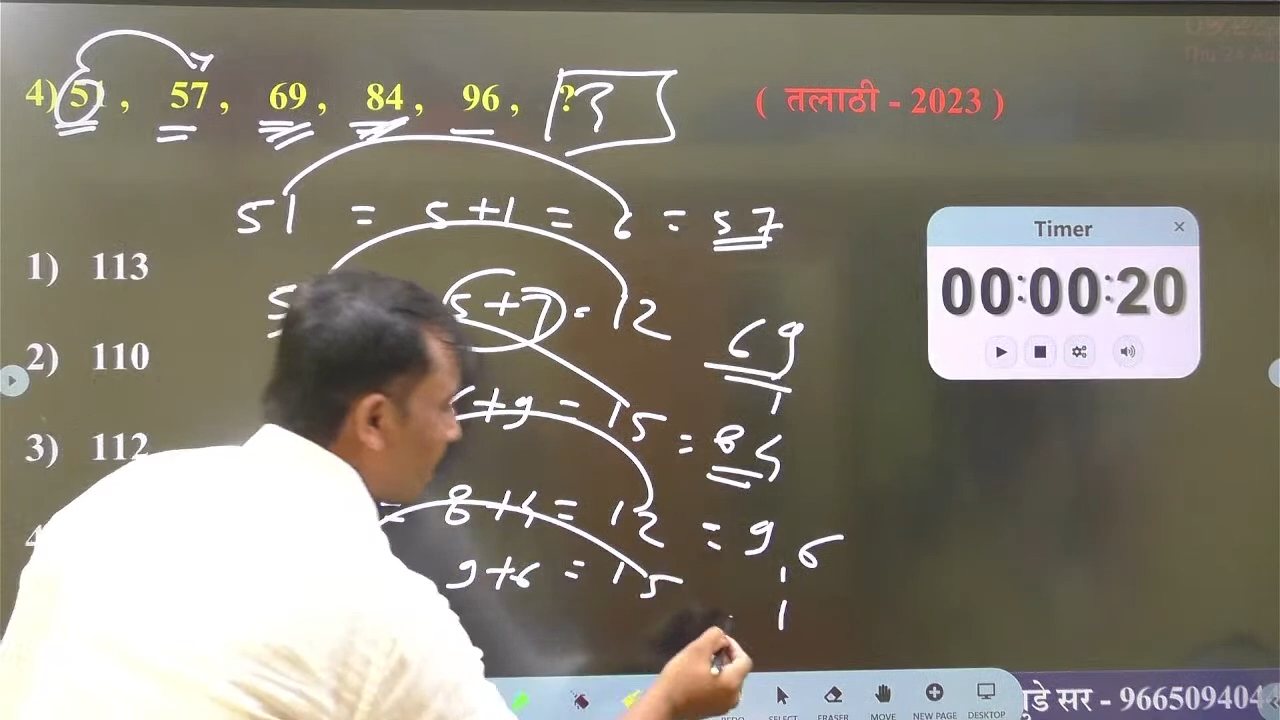 4) 51, 57, 69, 84, 96, ?
( तलाठी - 2023 )
51 = 5+1 = 6 = 57
5+7 = 12
69
1) 113
+9 = 15 = 84
2) 110
= 8+4 = 12 = 96
3) 112
9+6 = 15
1
Timer
00:00:20
SELECT
ERASER
MOVE
NEW PAGE
DESKTOP
सर - 966509404